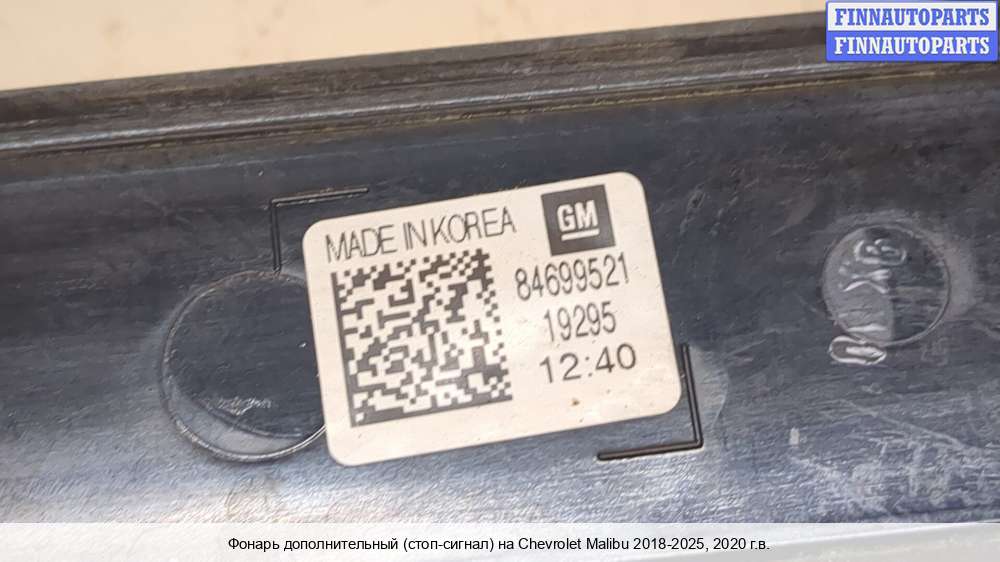 FINNAUTOPARTS
FINNAUTOPARTS
MADE IN KOREA
GM
84699521
19295
12:40
Фонарь дополнительный (стоп-сигнал) на Chevrolet Malibu 2018-2025, 2020 г.в.